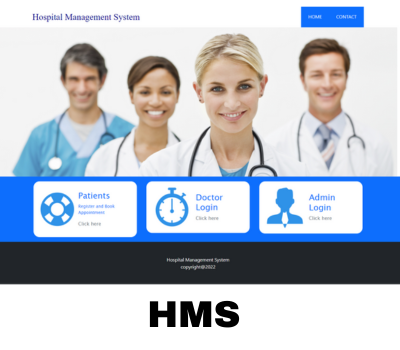 Hospital Management System
HOME CONTACT
Patients
Register and Book
Appointment
Click here
Doctor
Login
Click here
Admin
Login
Click here
Hospital Management System
copyright@2022
HMS